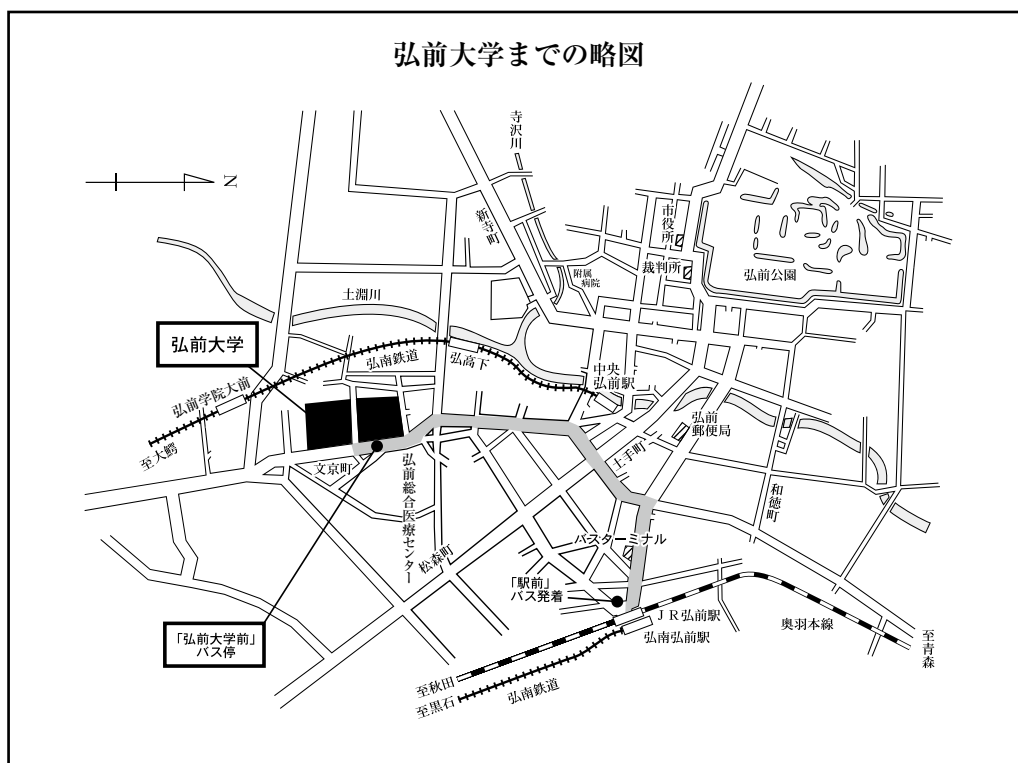 弘前大学までの略図
寺沢川
N
新寺町
市役所
裁判所
附属
病院
弘前公園
土淵川
弘前大学
弘南鉄道
弘高下
中央
弘前駅
弘前学院大前
弘前
郵便局
至大鰐
文京町
土手町
弘前総合医療センター
和徳町
松森町
バスターミナル
「駅前」
バス発着
JR弘前駅
奥羽本線
弘南弘前駅
至青森
「弘前大学前」
バス停
至秋田
至黒石
弘南鉄道